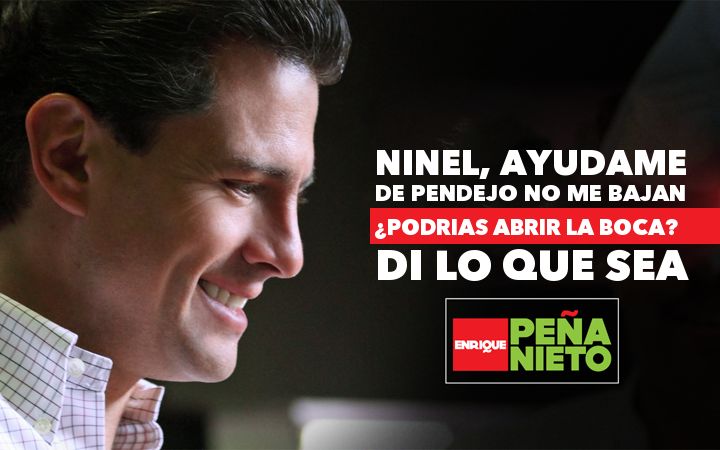 NINEL, AYUDAME
DE PENDEJO NO ME BAJAN
¿PODRIAS ABRIR LA BOCA?
DI LO QUE SEA
ENRIQUE
PEÑA
NIETO